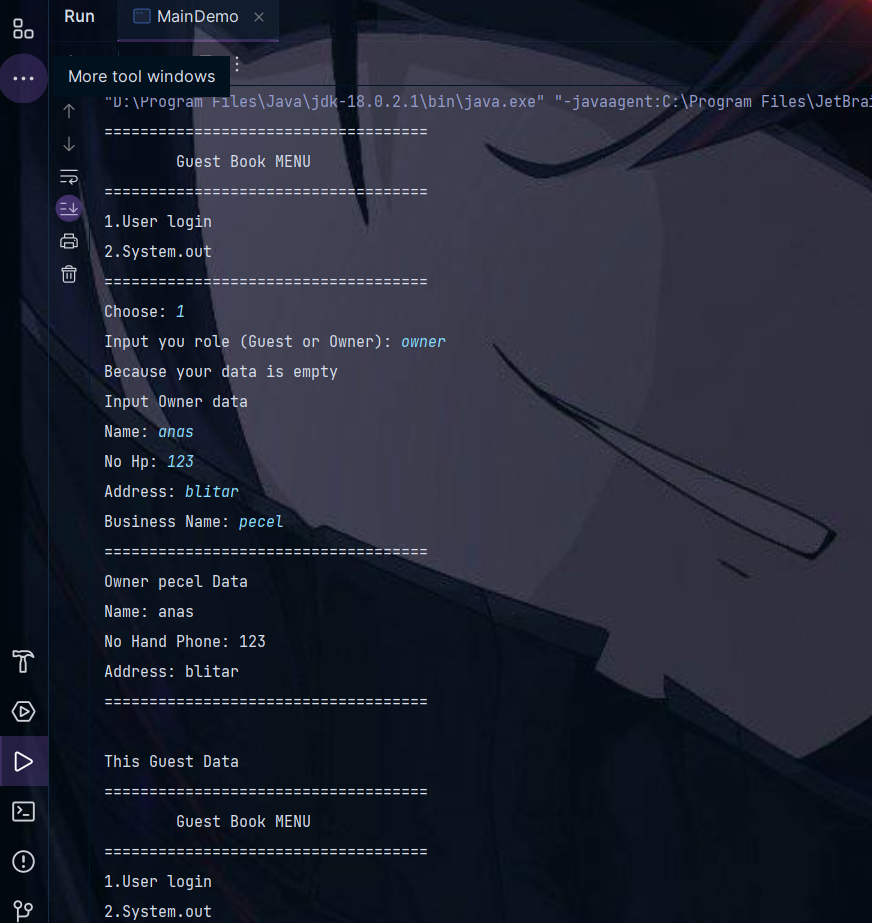 Run MainDemo
More tool windows
"D:\Program Files\Java\jdk-18.0.2.1\bin\java.exe" "-javaagent:C:\Program Files\JetBrai
====================================
Guest Book MENU
====================================
1.User login
2.System.out
====================================
Choose: 1
Input you role (Guest or Owner): owner
Because your data is empty
Input Owner data
Name: anas
No Hp: 123
Address: blitar
Business Name: pecel
====================================
Owner pecel Data
Name: anas
No Hand Phone: 123
Address: blitar
====================================
This Guest Data
====================================
Guest Book MENU
====================================
1.User login
2.System.out